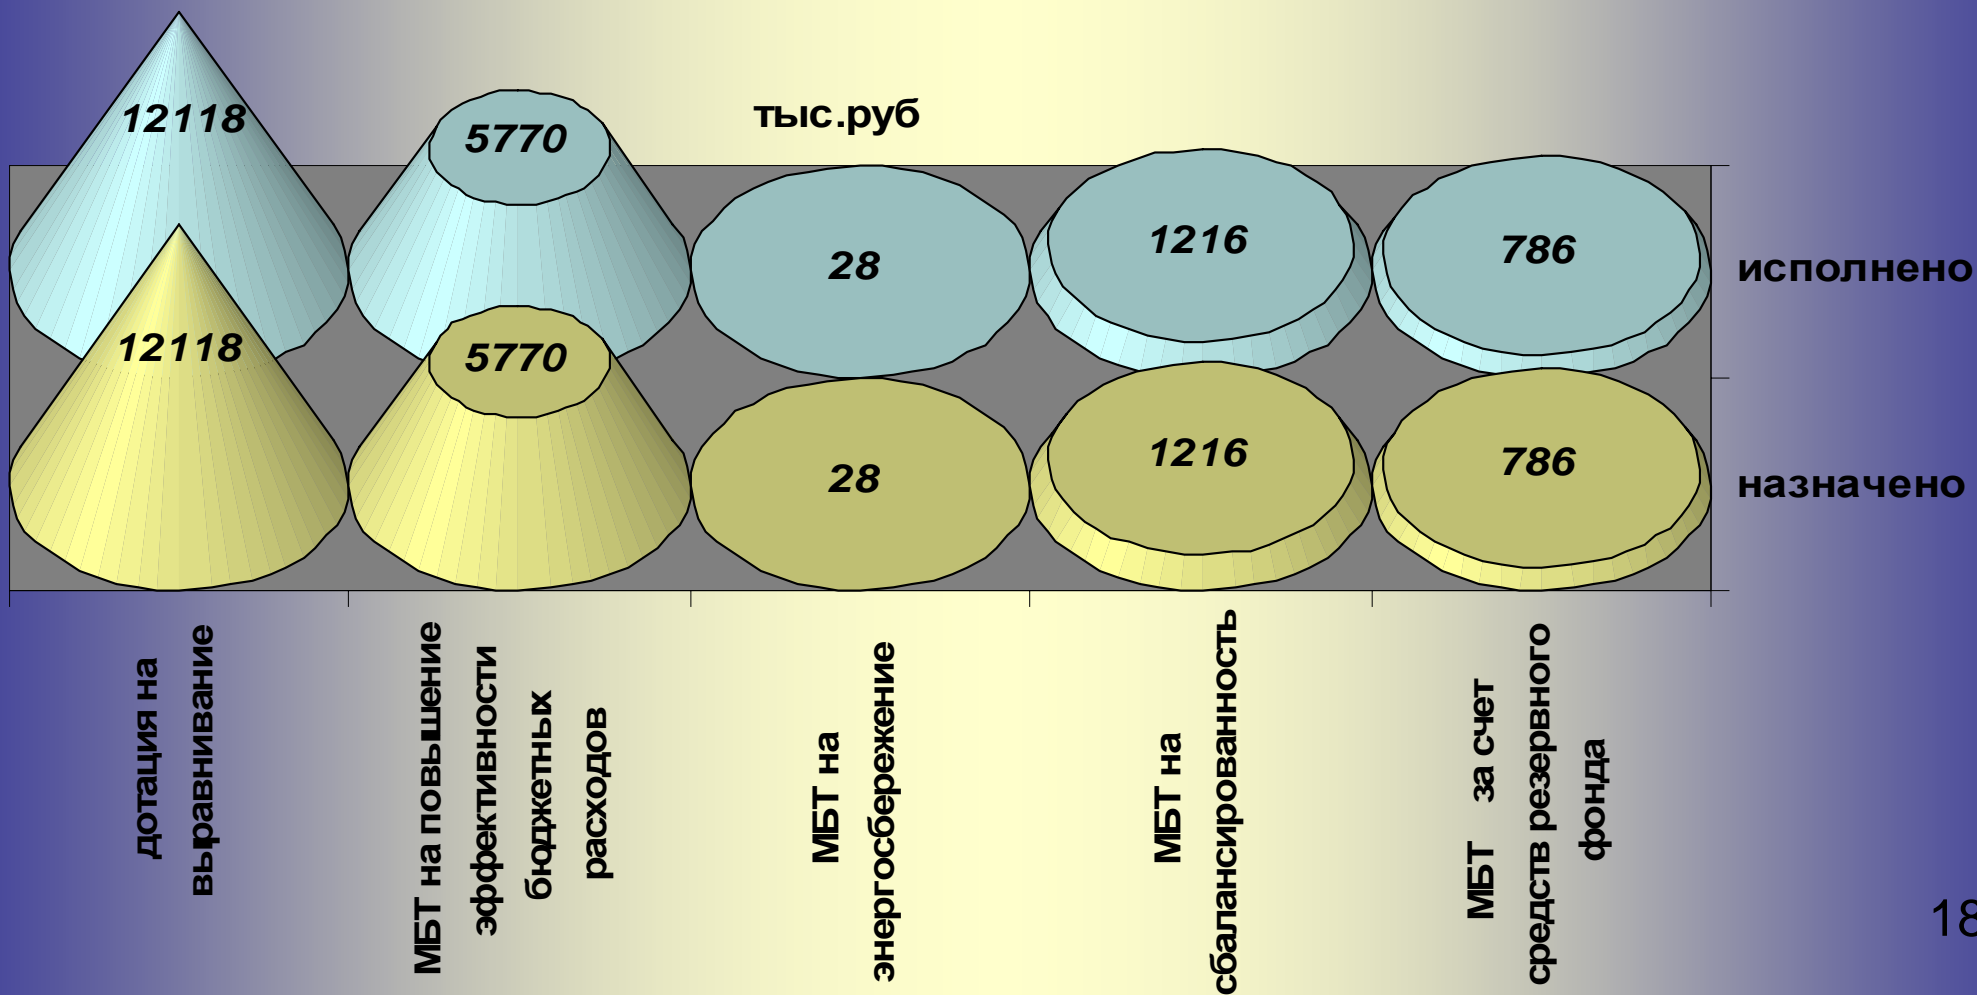 тыс.руб
12118
5770
28
1216
786
исполнено
12118
5770
28
1216
786
назначено
дотация на
выравнивание
МБТ на повышение
эффективности
бюджетных
расходов
МБТ на
энергосбережение
МБТ на
сбалансированность
МБТ за счет
средств резервного
фонда
18